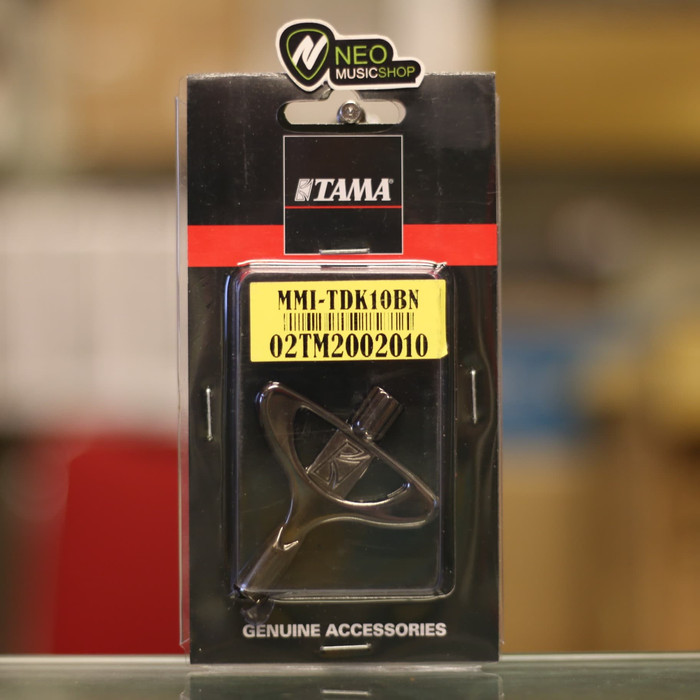 NEO
MUSICSHOP
TAMA®
MMI-TDK10BN
02TM2002010
GENUINE ACCESSORIES